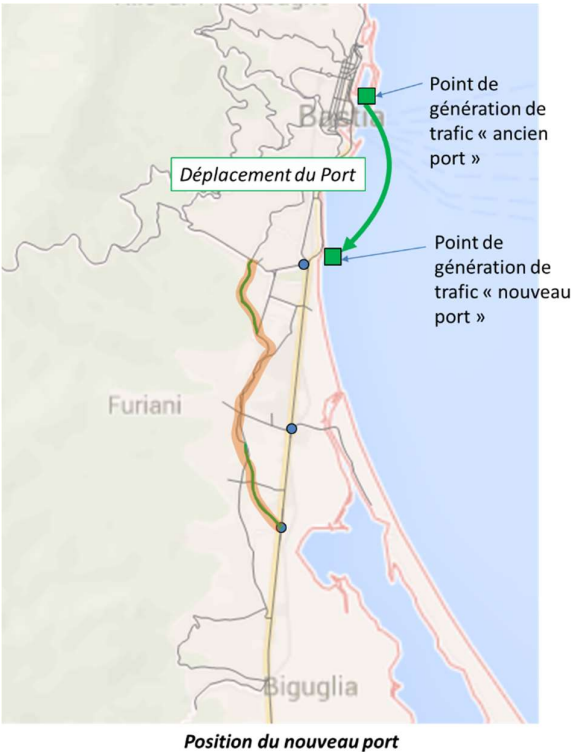 Point de
génération de
trafic « ancien
port »
Bastia
Déplacement du Port
Point de
génération de
trafic « nouveau
port »
Furiani
Biguglia
Position du nouveau port